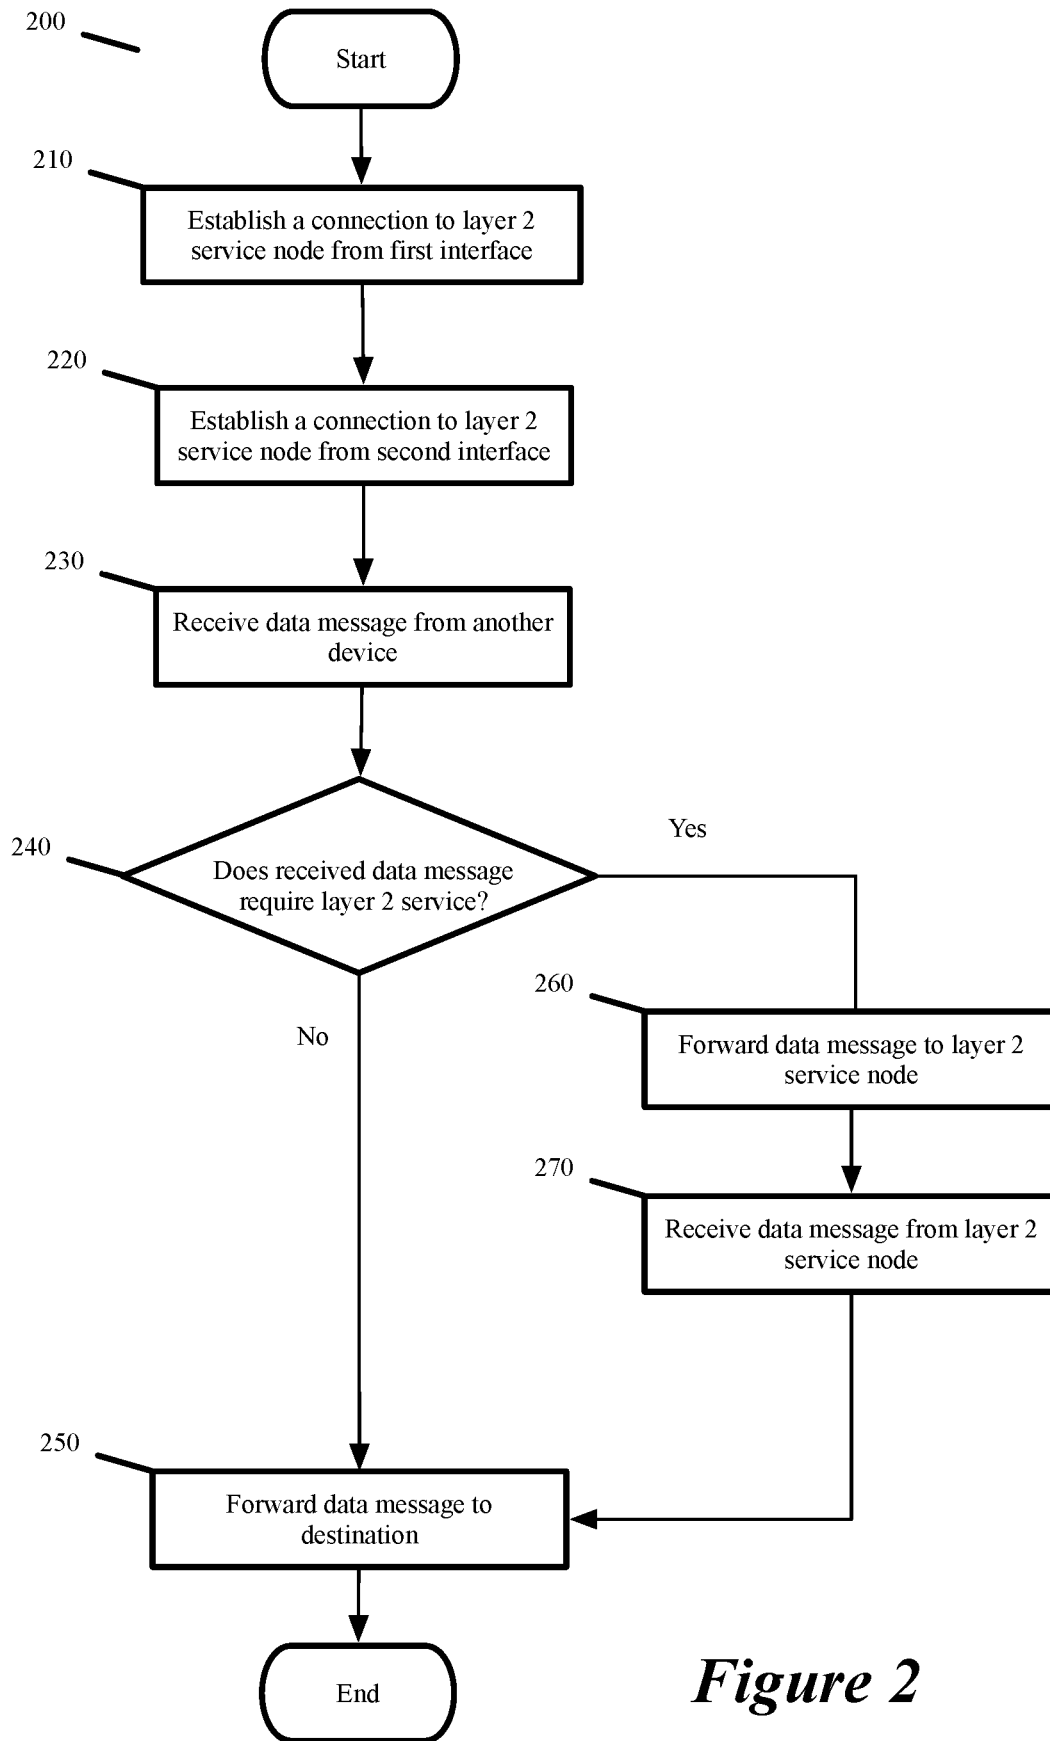 200
Start
210
Establish a connection to layer 2
service node from first interface
220
Establish a connection to layer 2
service node from second interface
230
Receive data message from another
device
240
Does received data message
require layer 2 service?
Yes
No
260
Forward data message to layer 2
service node
270
Receive data message from layer 2
service node
250
Forward data message to
destination
End
Figure 2